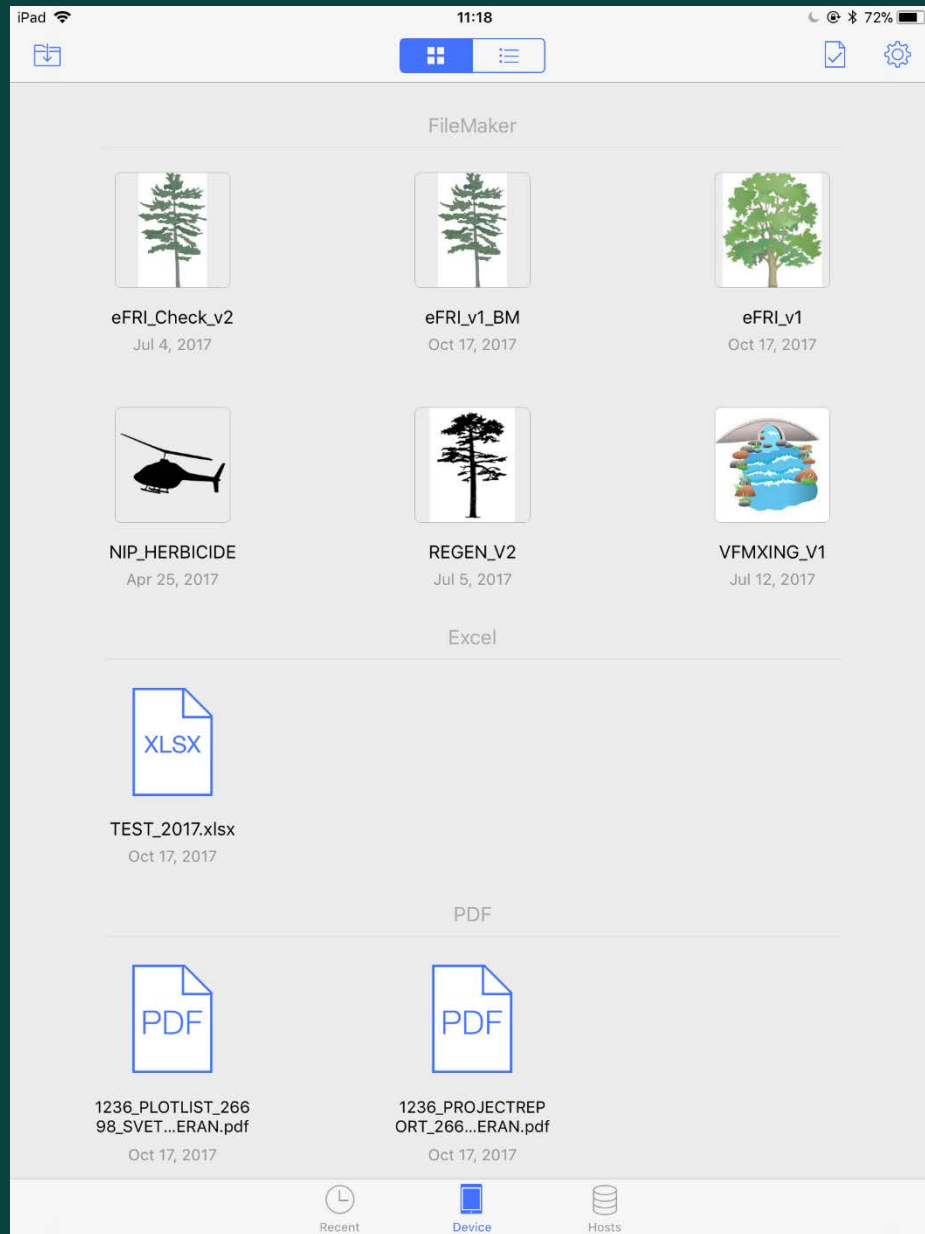 iPad 11:18 72%
FileMaker
eFRI_Check_v2 eFRI_v1_BM eFRI_v1
Jul 4, 2017 Oct 17, 2017 Oct 17, 2017
NIP_HERBICIDE REGEN_V2 VFMXING_V1
Apr 25, 2017 Jul 5, 2017 Jul 12, 2017
Excel
XLSX
TEST_2017.xlsx
Oct 17, 2017
PDF
PDF PDF
1236_PLOTLIST_266 1236_PROJECTREP
98_SVET...ERAN.pdf ORT_266...ERAN.pdf
Oct 17, 2017 Oct 17, 2017
Recent Device Hosts